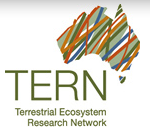 TERN
Terrestrial Ecosystem
Research Network